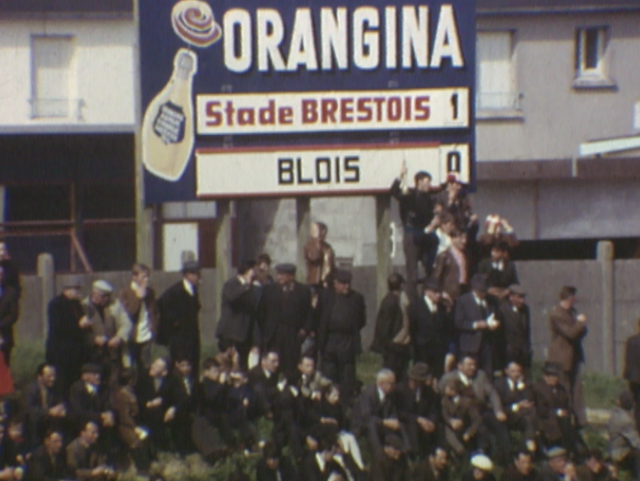 ORANGINA
Stade BRESTOIS 1
BLOIS 0